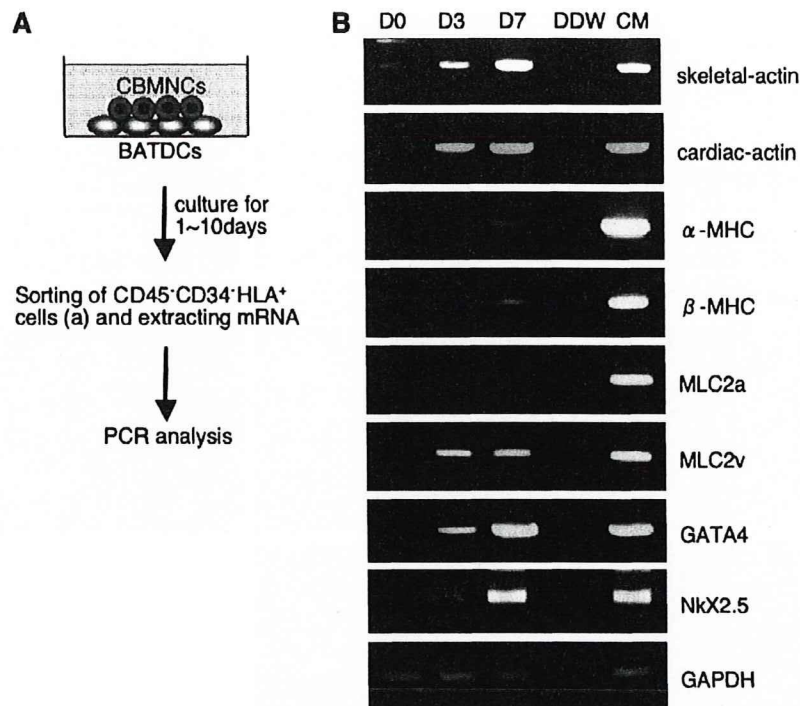 A
CBMNCs
BATDCs
culture for
1~10days
Sorting of CD45-CD34-HLA+
cells (a) and extracting mRNA
PCR analysis
B
D0 D3 D7 DDW CM
skeletal-actin
cardiac-actin
α-MHC
β-MHC
MLC2a
MLC2v
GATA4
NkX2.5
GAPDH